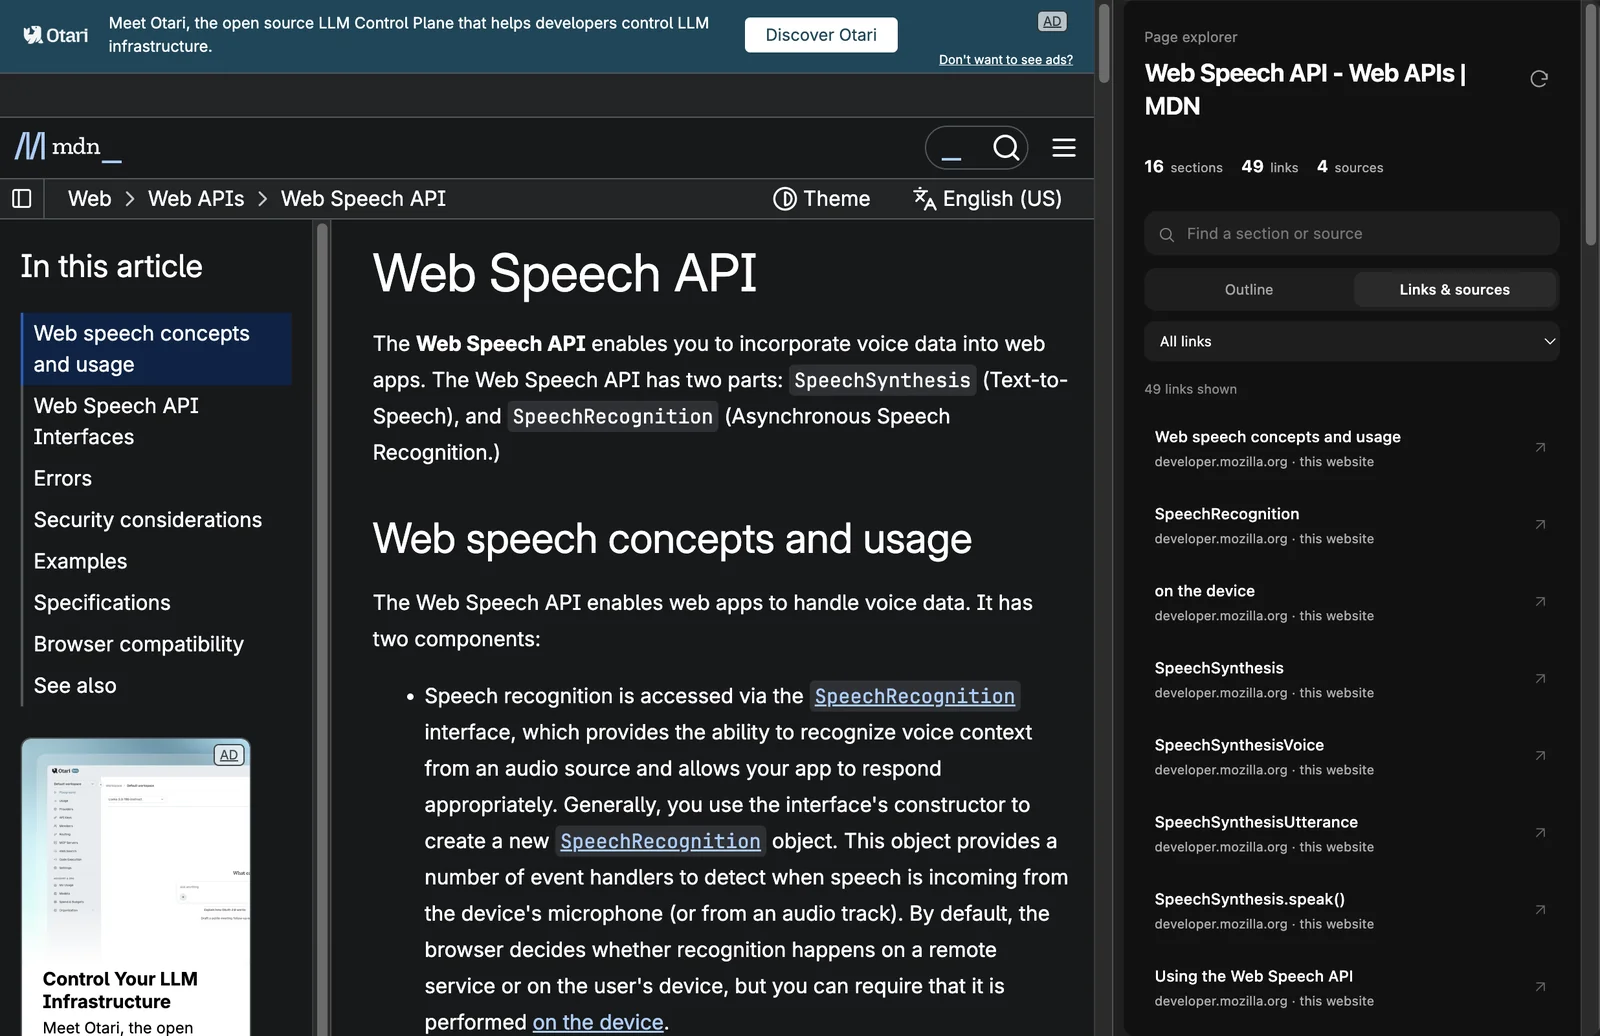 Otari
Meet Otari, the open source LLM Control Plane that helps developers control LLM
infrastructure.
Discover Otari
AD
Don't want to see ads?
mdn_
_
Web > Web APIs > Web Speech API
Theme
English (US)
In this article
Web speech concepts
and usage
Web Speech API
Interfaces
Errors
Security considerations
Examples
Specifications
Browser compatibility
See also
AD
Control Your LLM
Infrastructure
Meet Otari, the open
Web Speech API
The Web Speech API enables you to incorporate voice data into web
apps. The Web Speech API has two parts: SpeechSynthesis (Text-to-
Speech), and SpeechRecognition (Asynchronous Speech
Recognition.)
Web speech concepts and usage
The Web Speech API enables web apps to handle voice data. It has
two components:
• Speech recognition is accessed via the SpeechRecognition
interface, which provides the ability to recognize voice context
from an audio source and allows your app to respond
appropriately. Generally, you use the interface's constructor to
create a new SpeechRecognition object. This object provides a
number of event handlers to detect when speech is incoming from
the device's microphone (or from an audio track). By default, the
browser decides whether recognition happens on a remote
service or on the user's device, but you can require that it is
performed on the device.
Page explorer
Web Speech API - Web APIs |
MDN
16 sections 49 links 4 sources
Find a section or source
Outline
Links & sources
All links
49 links shown
Web speech concepts and usage
developer.mozilla.org · this website
SpeechRecognition
developer.mozilla.org · this website
on the device
developer.mozilla.org · this website
SpeechSynthesis
developer.mozilla.org · this website
SpeechSynthesisVoice
developer.mozilla.org · this website
SpeechSynthesisUtterance
developer.mozilla.org · this website
SpeechSynthesis.speak()
developer.mozilla.org · this website
Using the Web Speech API
developer.mozilla.org · this website